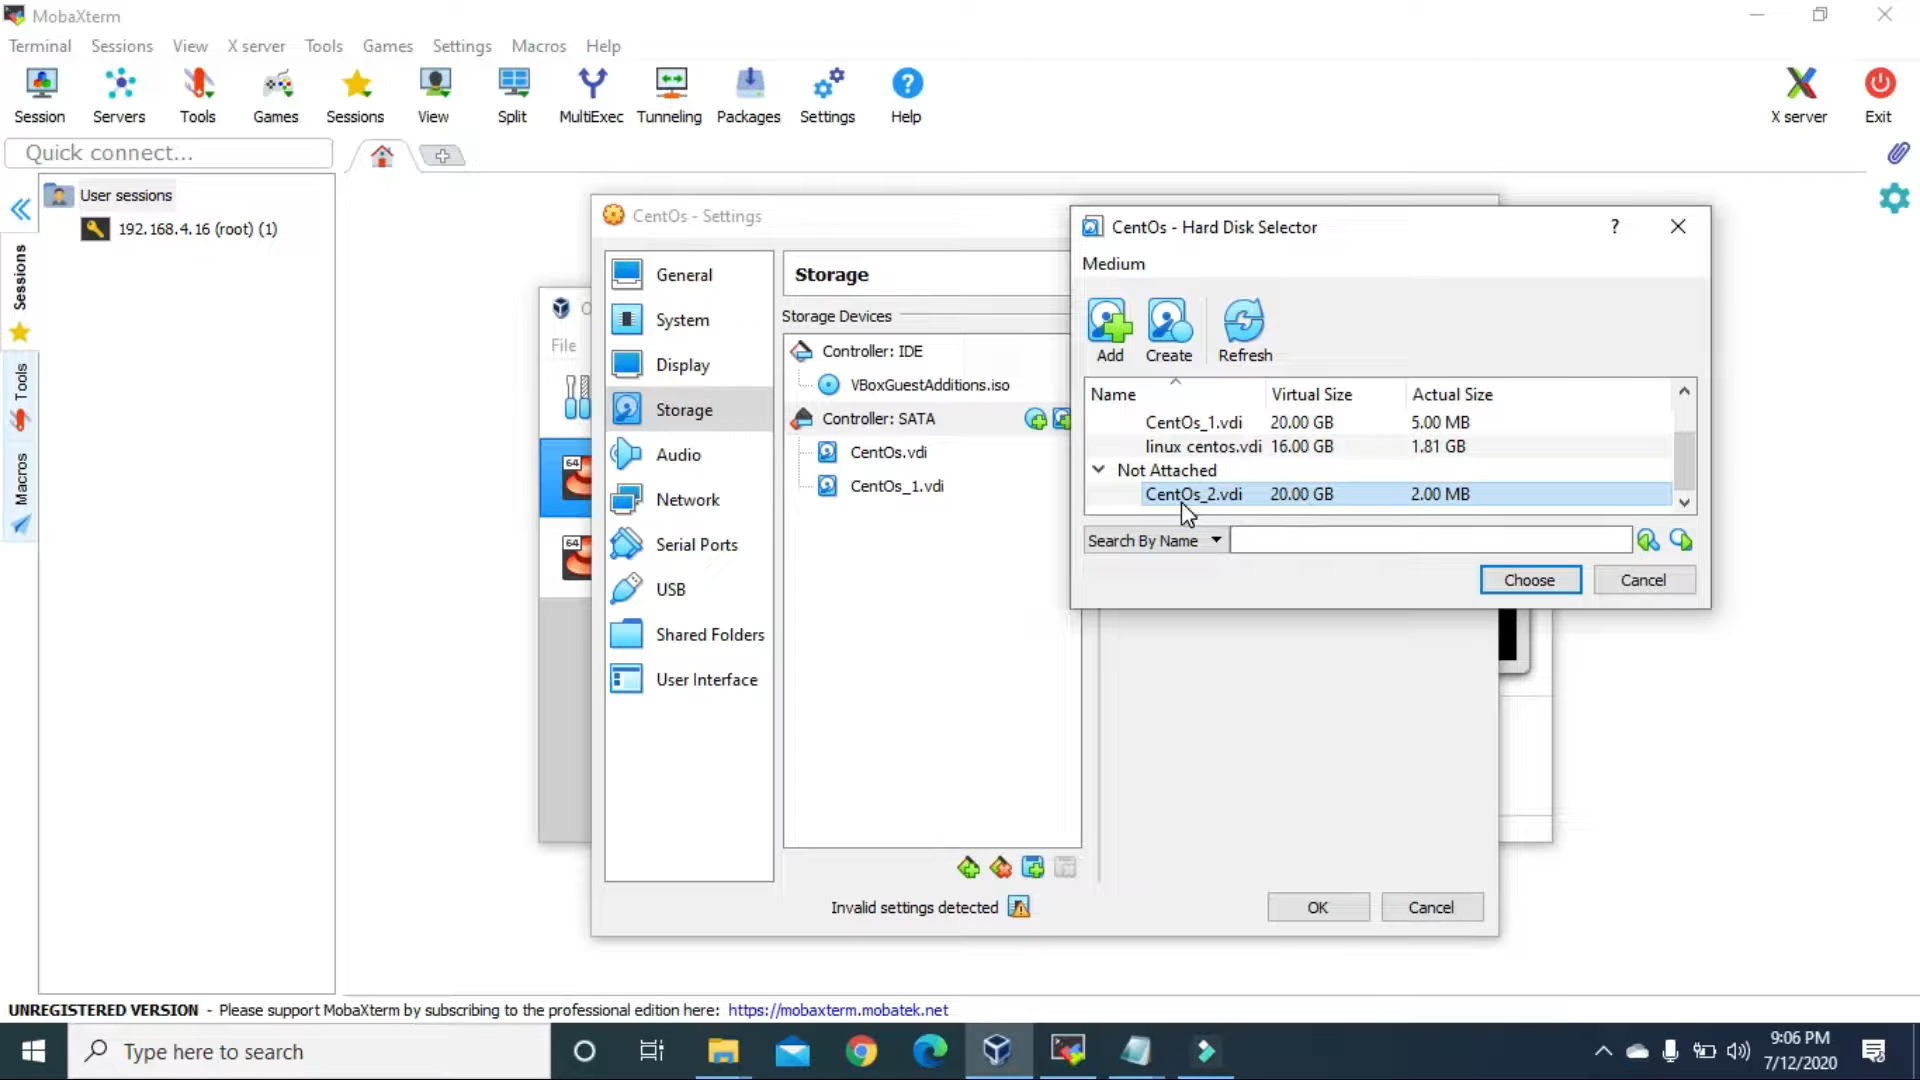 MobaXterm
Terminal Sessions View X server Tools Games Settings Macros Help
Session Servers Tools Games Sessions View Split MultiExec Tunneling Packages Settings Help X server Exit
Quick connect...
User sessions
192.168.4.16 (root) (1)
Sessions
Tools
Macros
File
64
64
CentOs - Settings
General
System
Display
Storage
Audio
Network
Serial Ports
USB
Shared Folders
User Interface
Storage
Storage Devices
Controller: IDE
VBoxGuestAdditions.iso
Controller: SATA
CentOs.vdi
CentOs_1.vdi
Invalid settings detected
OK Cancel
CentOs - Hard Disk Selector
?
Medium
Add Create Refresh
Name Virtual Size Actual Size
CentOs_1.vdi 20.00 GB 5.00 MB
linux centos.vdi 16.00 GB 1.81 GB
Not Attached
CentOs_2.vdi 20.00 GB 2.00 MB
Search By Name
Choose Cancel
UNREGISTERED VERSION - Please support MobaXterm by subscribing to the professional edition here: https://mobaxterm.mobatek.net
Type here to search
9:06 PM
7/12/2020